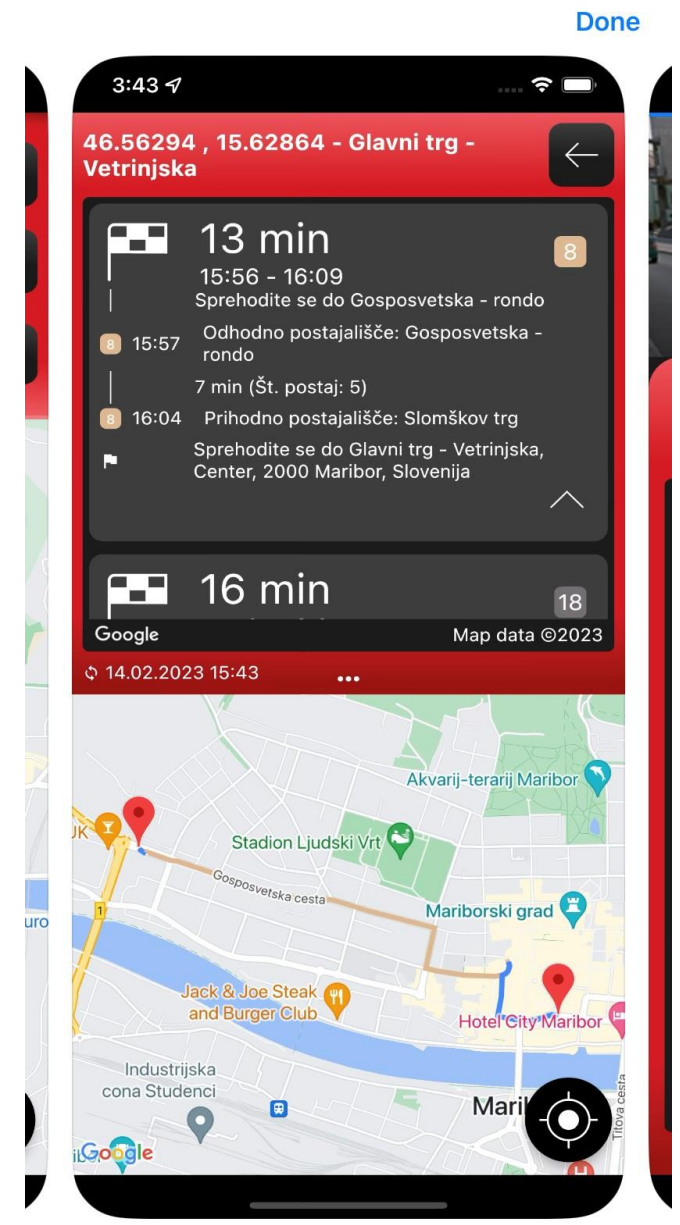 Done
3:43
46.56294 , 15.62864 - Glavni trg -
Vetrinjska
13 min
8
15:56 - 16:09
Sprehodite se do Gosposvetska - rondo
8 15:57 Odhodno postajališče: Gosposvetska -
rondo
7 min (Št. postaj: 5)
8 16:04 Prihodno postajališče: Slomškov trg
Sprehodite se do Glavni trg - Vetrinjska,
Center, 2000 Maribor, Slovenija
16 min
18
Google Map data ©2023
14.02.2023 15:43
Akvarij-terarij Maribor
JK
Stadion Ljudski Vrt
Gosposvetska cesta
1
Mariborski grad
uro
Jack & Joe Steak
and Burger Club
Hotel City Maribor
Industrijska
cona Studenci
Mari
Titova cesta
Google